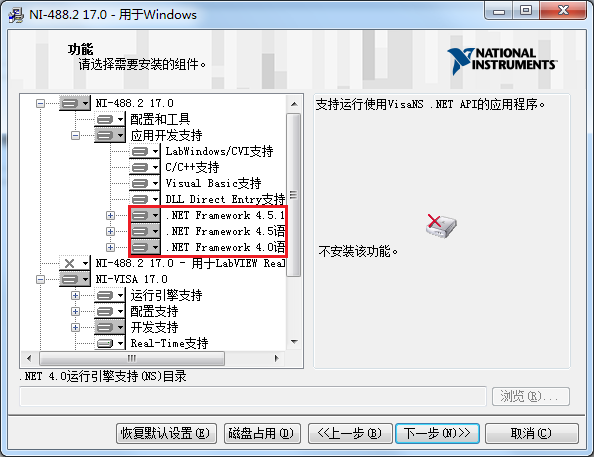 NI-488.2 17.0 - 用于Windows
功能
请选择需要安装的组件。
NATIONAL
INSTRUMENTS
NI-488.2 17.0
配置和工具
应用开发支持
LabWindows/CVI支持
C/C++支持
Visual Basic支持
DLL Direct Entry支持
.NET Framework 4.5.1
.NET Framework 4.5语
.NET Framework 4.0语
NI-488.2 17.0 - 用于LabVIEW Real
NI-VISA 17.0
运行引擎支持
配置支持
开发支持
Real-Time支持
支持运行使用VisaNS .NET API的应用程序。
不安装该功能。
.NET 4.0运行引擎支持(NS)目录
浏览(R)...
恢复默认设置(E)
磁盘占用(D)
<<上一步(B)
下一步(N)>>
取消(C)